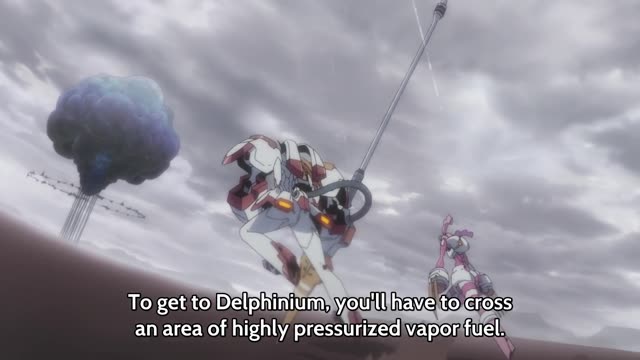 To get to Delphinium, you'll have to cross
an area of highly pressurized vapor fuel.